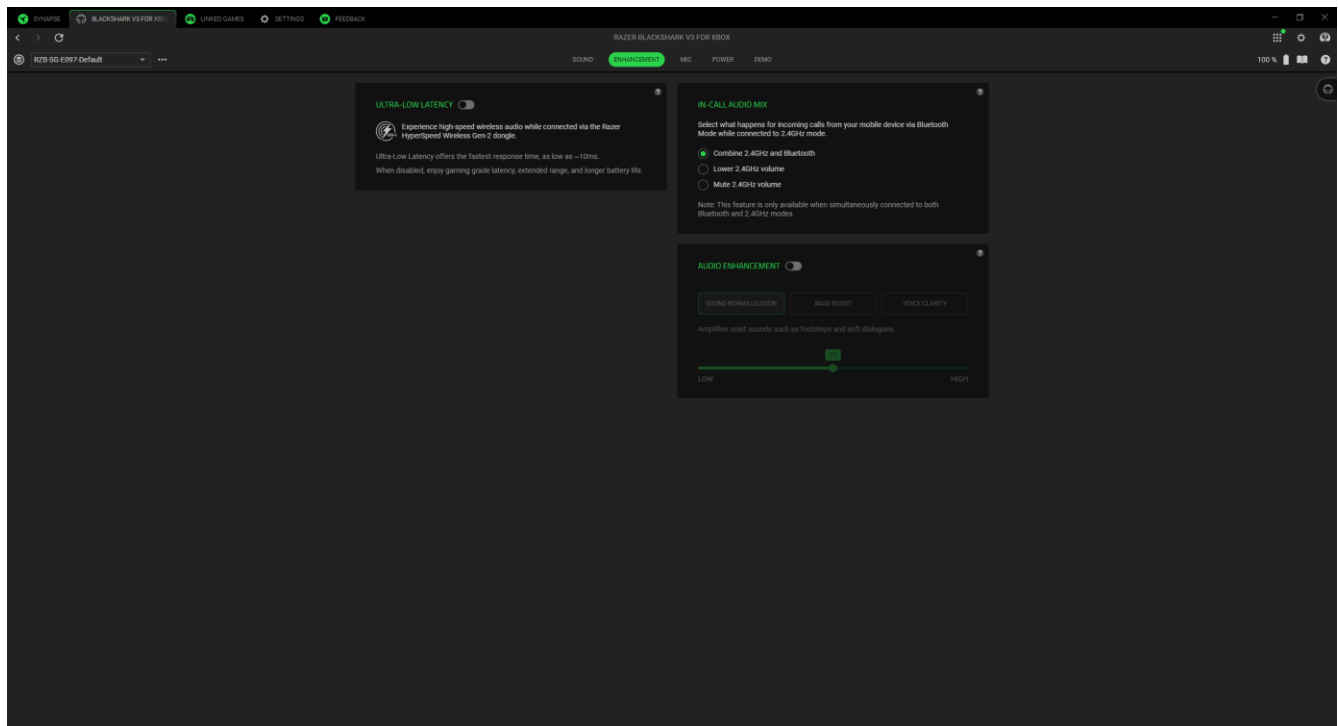 SYNAPSE
BLACKSHARK V3 FOR XBO
LINKED GAMES
SETTINGS
FEEDBACK
RAZER BLACKSHARK V3 FOR XBOX
RZB-SG-E097-Default
SOUND
ENHANCEMENT
MIC
POWER
DEMO
100 %
ULTRA-LOW LATENCY
Experience high-speed wireless audio while connected via the Razer
HyperSpeed Wireless Gen-2 dongle.
Ultra-Low Latency offers the fastest response time, as low as ~10ms.
When disabled, enjoy gaming grade latency, extended range, and longer battery life.
IN-CALL AUDIO MIX
Select what happens for incoming calls from your mobile device via Bluetooth
Mode while connected to 2.4GHz mode.
Combine 2.4GHz and Bluetooth
Lower 2.4GHz volume
Mute 2.4GHz volume
Note: This feature is only available when simultaneously connected to both
Bluetooth and 2.4GHz modes.
AUDIO ENHANCEMENT
SOUND NORMALIZATION
BASS BOOST
VOICE CLARITY
Amplifies quiet sounds such as footsteps and soft dialogues.
LOW
HIGH